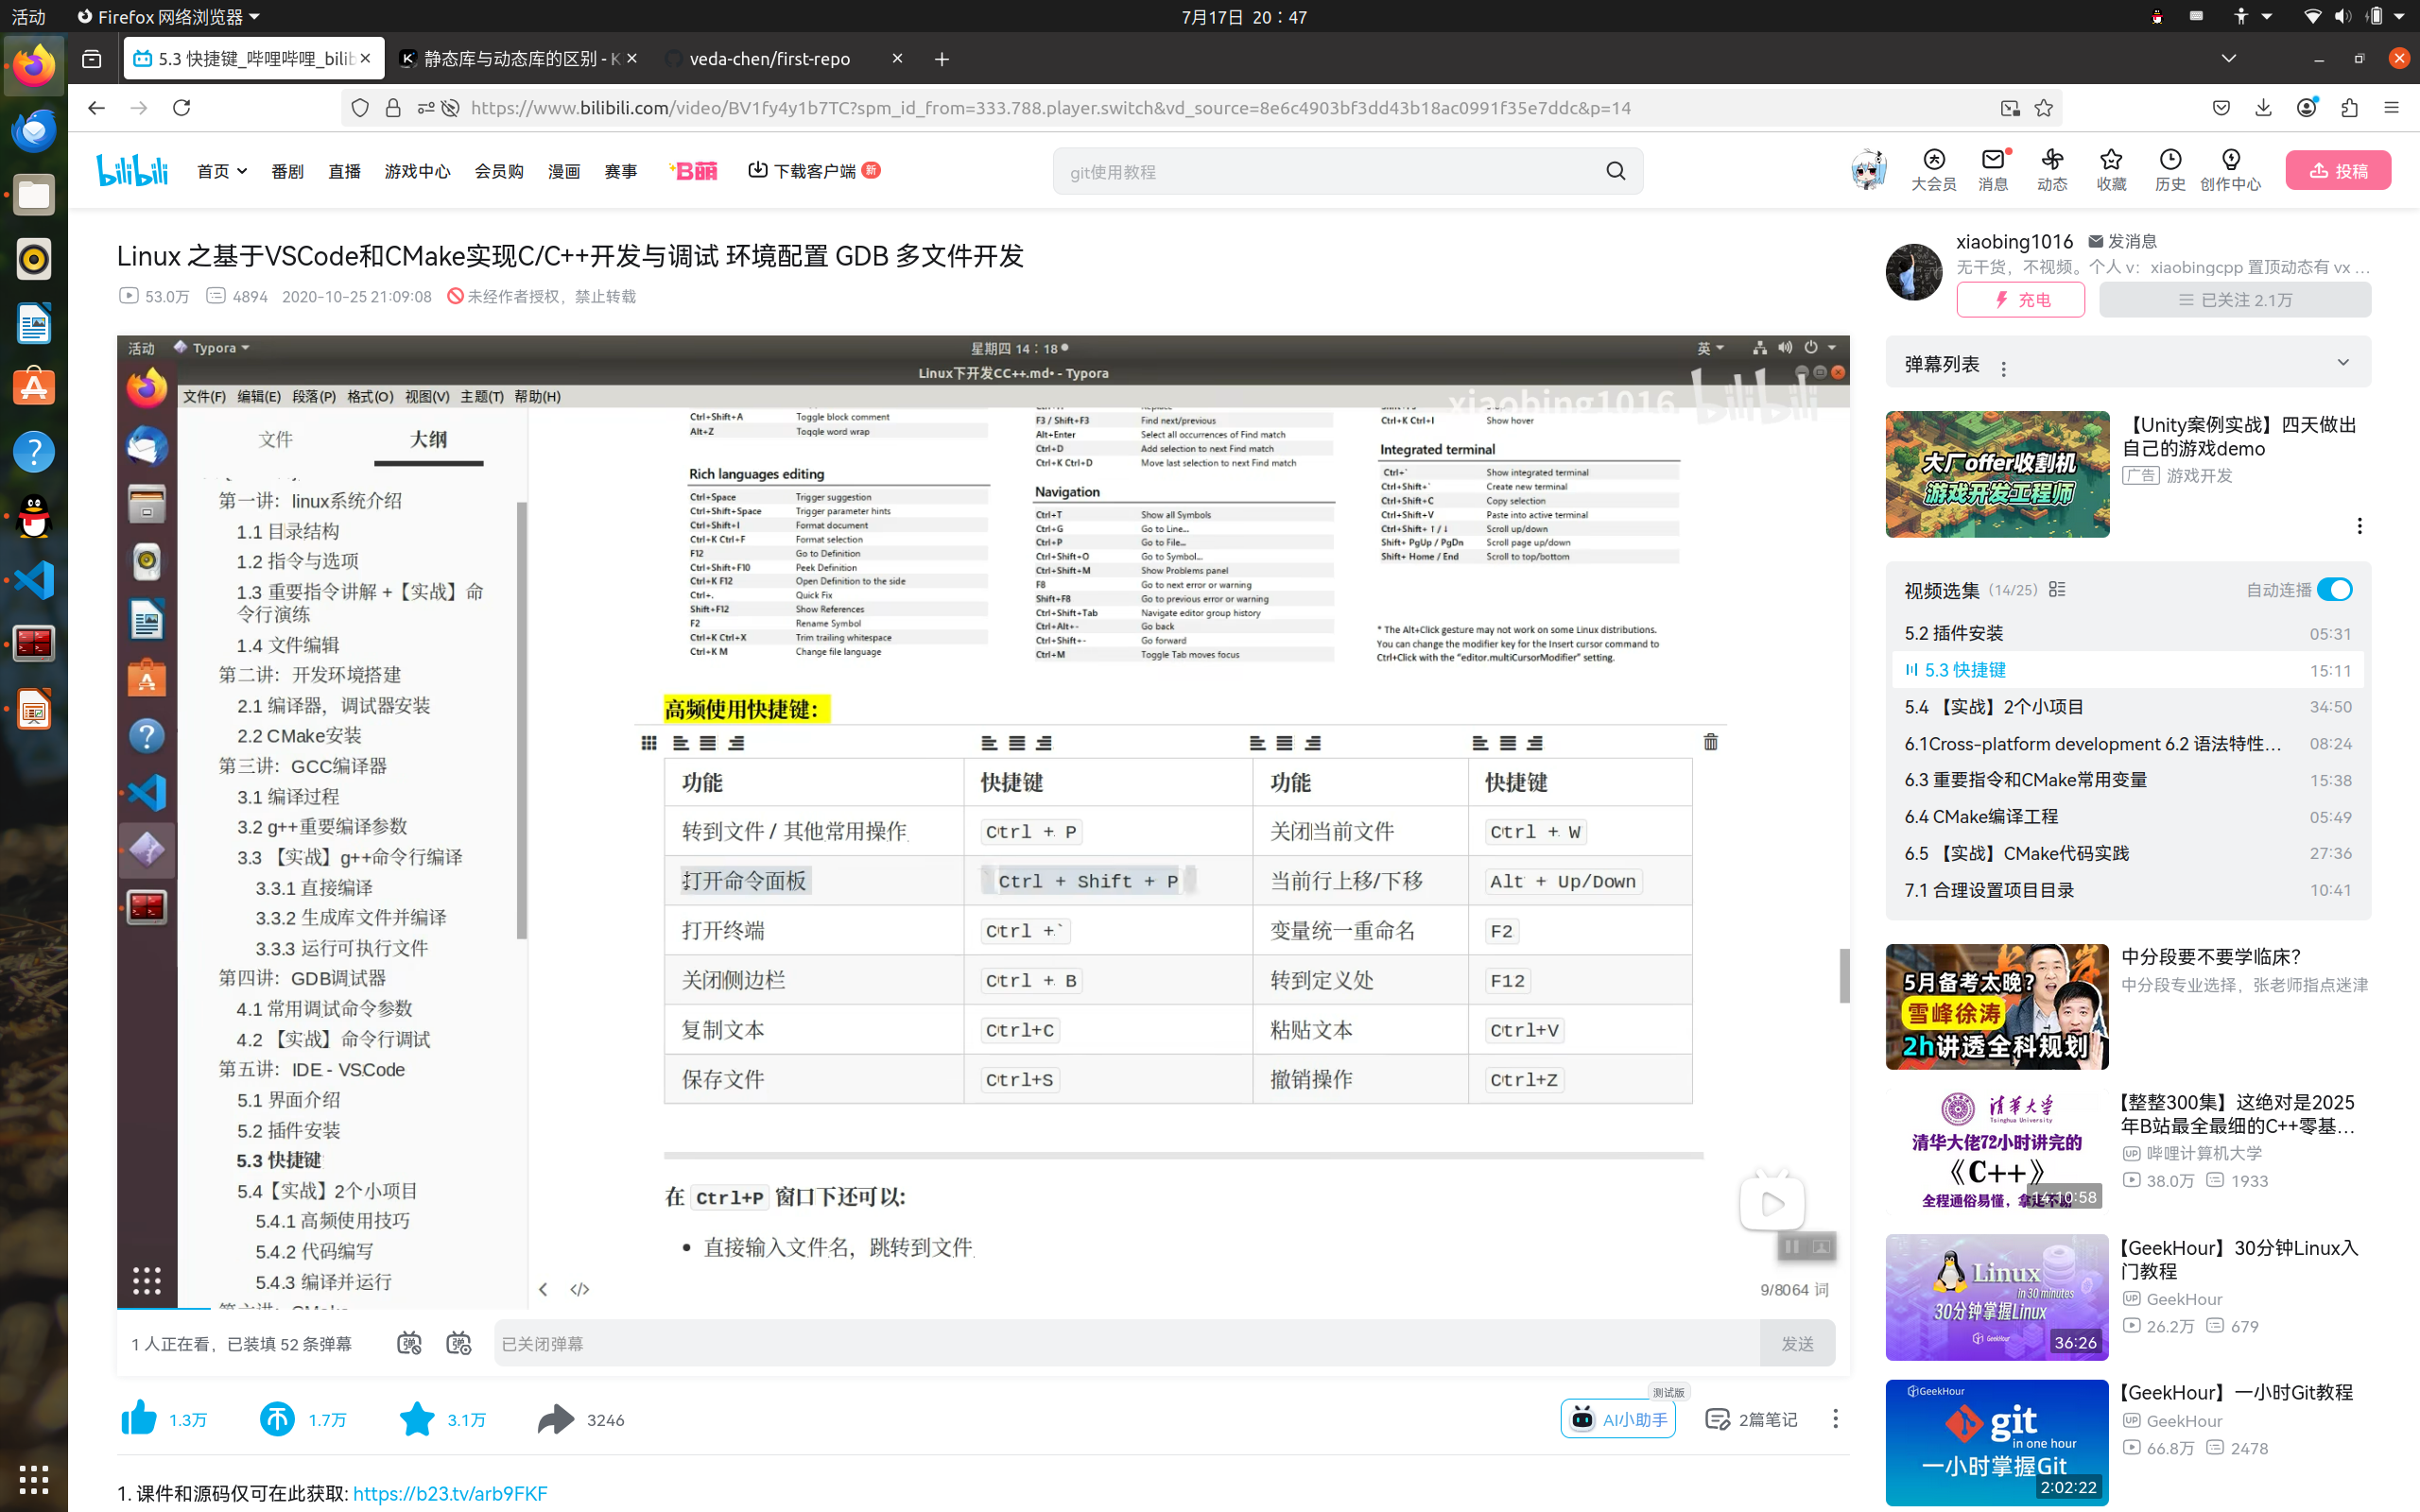 活动 Firefox 网络浏览器 7月17日 20：47
5.3 快捷键_哔哩哔哩_bilib 静态库与动态库的区别 - K veda-chen/first-repo
https://www.bilibili.com/video/BV1fy4y1b7TC?spm_id_from=333.788.player.switch&vd_source=8e6c4903bf3dd43b18ac0991f35e7ddc&p=14
bilibili 首页 番剧 直播 游戏中心 会员购 漫画 赛事 B萌 下载客户端 新 git使用教程 大会员 消息 动态 收藏 历史 创作中心 投稿
Linux 之基于VSCode和CMake实现C/C++开发与调试 环境配置 GDB 多文件开发
53.0万 4894 2020-10-25 21:09:08 未经作者授权，禁止转载
活动 Typora 星期四 14：18 英
Linux下开发CC++.md• - Typora
文件(F) 编辑(E) 段落(P) 格式(O) 视图(V) 主题(T) 帮助(H)
xiaobing1016 bilibili
文件 大纲
第一讲：linux系统介绍
1.1 目录结构
1.2 指令与选项
1.3 重要指令讲解 +【实战】命
令行演练
1.4 文件编辑
第二讲：开发环境搭建
2.1 编译器，调试器安装
2.2 CMake安装
第三讲：GCC编译器
3.1 编译过程
3.2 g++重要编译参数
3.3 【实战】g++命令行编译
3.3.1 直接编译
3.3.2 生成库文件并编译
3.3.3 运行可执行文件
第四讲：GDB调试器
4.1 常用调试命令参数
4.2 【实战】命令行调试
第五讲：IDE - VSCode
5.1 界面介绍
5.2 插件安装
5.3 快捷键
5.4【实战】2个小项目
5.4.1 高频使用技巧
5.4.2 代码编写
5.4.3 编译并运行
Ctrl+Shift+A Toggle block comment
Alt+Z Toggle word wrap
Rich languages editing
Ctrl+Space Trigger suggestion
Ctrl+Shift+Space Trigger parameter hints
Ctrl+Shift+I Format document
Ctrl+K Ctrl+F Format selection
F12 Go to Definition
Ctrl+Shift+F10 Peek Definition
Ctrl+K F12 Open Definition to the side
Ctrl+. Quick Fix
Shift+F12 Show References
F2 Rename Symbol
Ctrl+K Ctrl+X Trim trailing whitespace
Ctrl+K M Change file language
F3 / Shift+F3 Find next/previous
Alt+Enter Select all occurrences of Find match
Ctrl+D Add selection to next Find match
Ctrl+K Ctrl+D Move last selection to next Find match
Navigation
Ctrl+T Show all Symbols
Ctrl+G Go to Line...
Ctrl+P Go to File...
Ctrl+Shift+O Go to Symbol...
Ctrl+Shift+M Show Problems panel
F8 Go to next error or warning
Shift+F8 Go to previous error or warning
Ctrl+Shift+Tab Navigate editor group history
Ctrl+Alt+- Go back
Ctrl+Shift+- Go forward
Ctrl+M Toggle Tab moves focus
Ctrl+K Ctrl+I Show hover
Integrated terminal
Ctrl+` Show integrated terminal
Ctrl+Shift+` Create new terminal
Ctrl+Shift+C Copy selection
Ctrl+Shift+V Paste into active terminal
Ctrl+Shift+ ↑ / ↓ Scroll up/down
Shift+ PgUp / PgDn Scroll page up/down
Shift+ Home / End Scroll to top/bottom
* The Alt+Click gesture may not work on some Linux distributions.
You can change the modifier key for the Insert cursor command to
Ctrl+Click with the “editor.multiCursorModifier” setting.
高频使用快捷键：
功能 快捷键 功能 快捷键
转到文件 / 其他常用操作 Ctrl + P 关闭当前文件 Ctrl + W
打开命令面板 Ctrl + Shift + P 当前行上移/下移 Alt + Up/Down
打开终端 Ctrl +` 变量统一重命名 F2
关闭侧边栏 Ctrl + B 转到定义处 F12
复制文本 Ctrl+C 粘贴文本 Ctrl+V
保存文件 Ctrl+S 撤销操作 Ctrl+Z
在 Ctrl+P 窗口下还可以:
• 直接输入文件名，跳转到文件
9/8064 词
1 人正在看，已装填 52 条弹幕 已关闭弹幕 发送
1.3万 1.7万 3.1万 3246 AI小助手 测试版 2篇笔记
1. 课件和源码仅可在此获取: https://b23.tv/arb9FKF
xiaobing1016 发消息
无干货，不视频。个人 v：xiaobingcpp 置顶动态有 vx …
充电 已关注 2.1万
弹幕列表
大厂offer收割机
游戏开发工程师
【Unity案例实战】四天做出
自己的游戏demo
广告 游戏开发
视频选集 (14/25) 自动连播
5.2 插件安装 05:31
5.3 快捷键 15:11
5.4 【实战】2个小项目 34:50
6.1Cross-platform development 6.2 语法特性... 08:24
6.3 重要指令和CMake常用变量 15:38
6.4 CMake编译工程 05:49
6.5 【实战】CMake代码实践 27:36
7.1 合理设置项目目录 10:41
5月备考太晚?
雪峰徐涛
2h讲透全科规划
中分段要不要学临床?
中分段专业选择，张老师指点迷津
清华大学
Tsinghua University
清华大佬72小时讲完的
《C++》
全程通俗易懂，拿走不谢
14:10:58
【整整300集】这绝对是2025
年B站最全最细的C++零基…
UP 哔哩计算机大学
38.0万 1933
Linux
in 30 minutes
30分钟掌握Linux
GeekHour
36:26
【GeekHour】30分钟Linux入
门教程
UP GeekHour
26.2万 679
GeekHour
git
in one hour
一小时掌握Git
2:02:22
【GeekHour】一小时Git教程
UP GeekHour
66.8万 2478